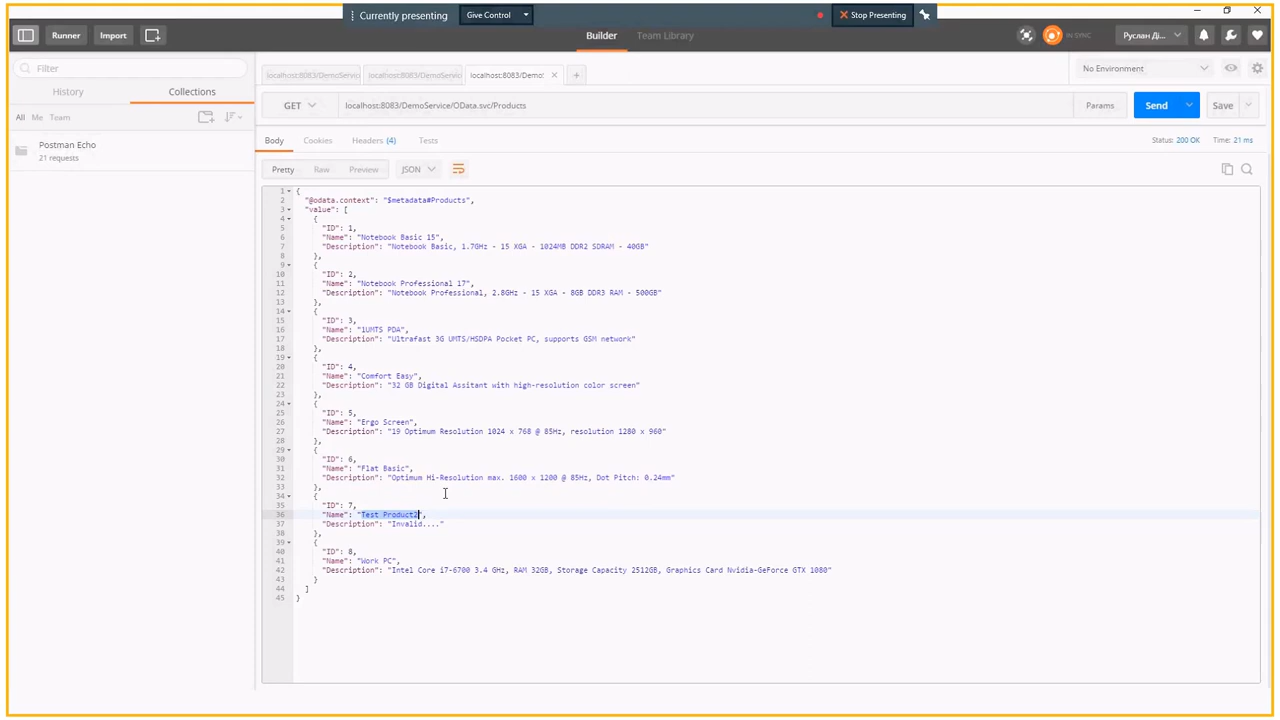 Currently presenting
Give Control
Stop Presenting
Runner
Import
Builder
Team Library
IN SYNC
Руслан Ді...
Filter
History
Collections
All Me Team
Postman Echo
21 requests
localhost:8083/DemoServic
localhost:8083/DemoServic
localhost:8083/Demo
+
No Environment
GET
localhost:8083/DemoService/OData.svc/Products
Params
Send
Save
Body
Cookies
Headers (4)
Tests
Status: 200 OK
Time: 21 ms
Pretty
Raw
Preview
JSON
1 {
2 "@odata.context": "$metadata#Products",
3 "value": [
4 {
5 "ID": 1,
6 "Name": "Notebook Basic 15",
7 "Description": "Notebook Basic, 1.7GHz - 15 XGA - 1024MB DDR2 SDRAM - 40GB"
8 },
9 {
10 "ID": 2,
11 "Name": "Notebook Professional 17",
12 "Description": "Notebook Professional, 2.8GHz - 15 XGA - 8GB DDR3 RAM - 500GB"
13 },
14 {
15 "ID": 3,
16 "Name": "1UMTS PDA",
17 "Description": "Ultrafast 3G UMTS/HSDPA Pocket PC, supports GSM network"
18 },
19 {
20 "ID": 4,
21 "Name": "Comfort Easy",
22 "Description": "32 GB Digital Assitant with high-resolution color screen"
23 },
24 {
25 "ID": 5,
26 "Name": "Ergo Screen",
27 "Description": "19 Optimum Resolution 1024 x 768 @ 85Hz, resolution 1280 x 960"
28 },
29 {
30 "ID": 6,
31 "Name": "Flat Basic",
32 "Description": "Optimum Hi-Resolution max. 1600 x 1200 @ 85Hz, Dot Pitch: 0.24mm"
33 },
34 {
35 "ID": 7,
36 "Name": "Test Product2",
37 "Description": "Invalid...."
38 },
39 {
40 "ID": 8,
41 "Name": "Work PC",
42 "Description": "Intel Core i7-6700 3.4 GHz, RAM 32GB, Storage Capacity 2512GB, Graphics Card Nvidia-GeForce GTX 1080"
43 }
44 ]
45 }